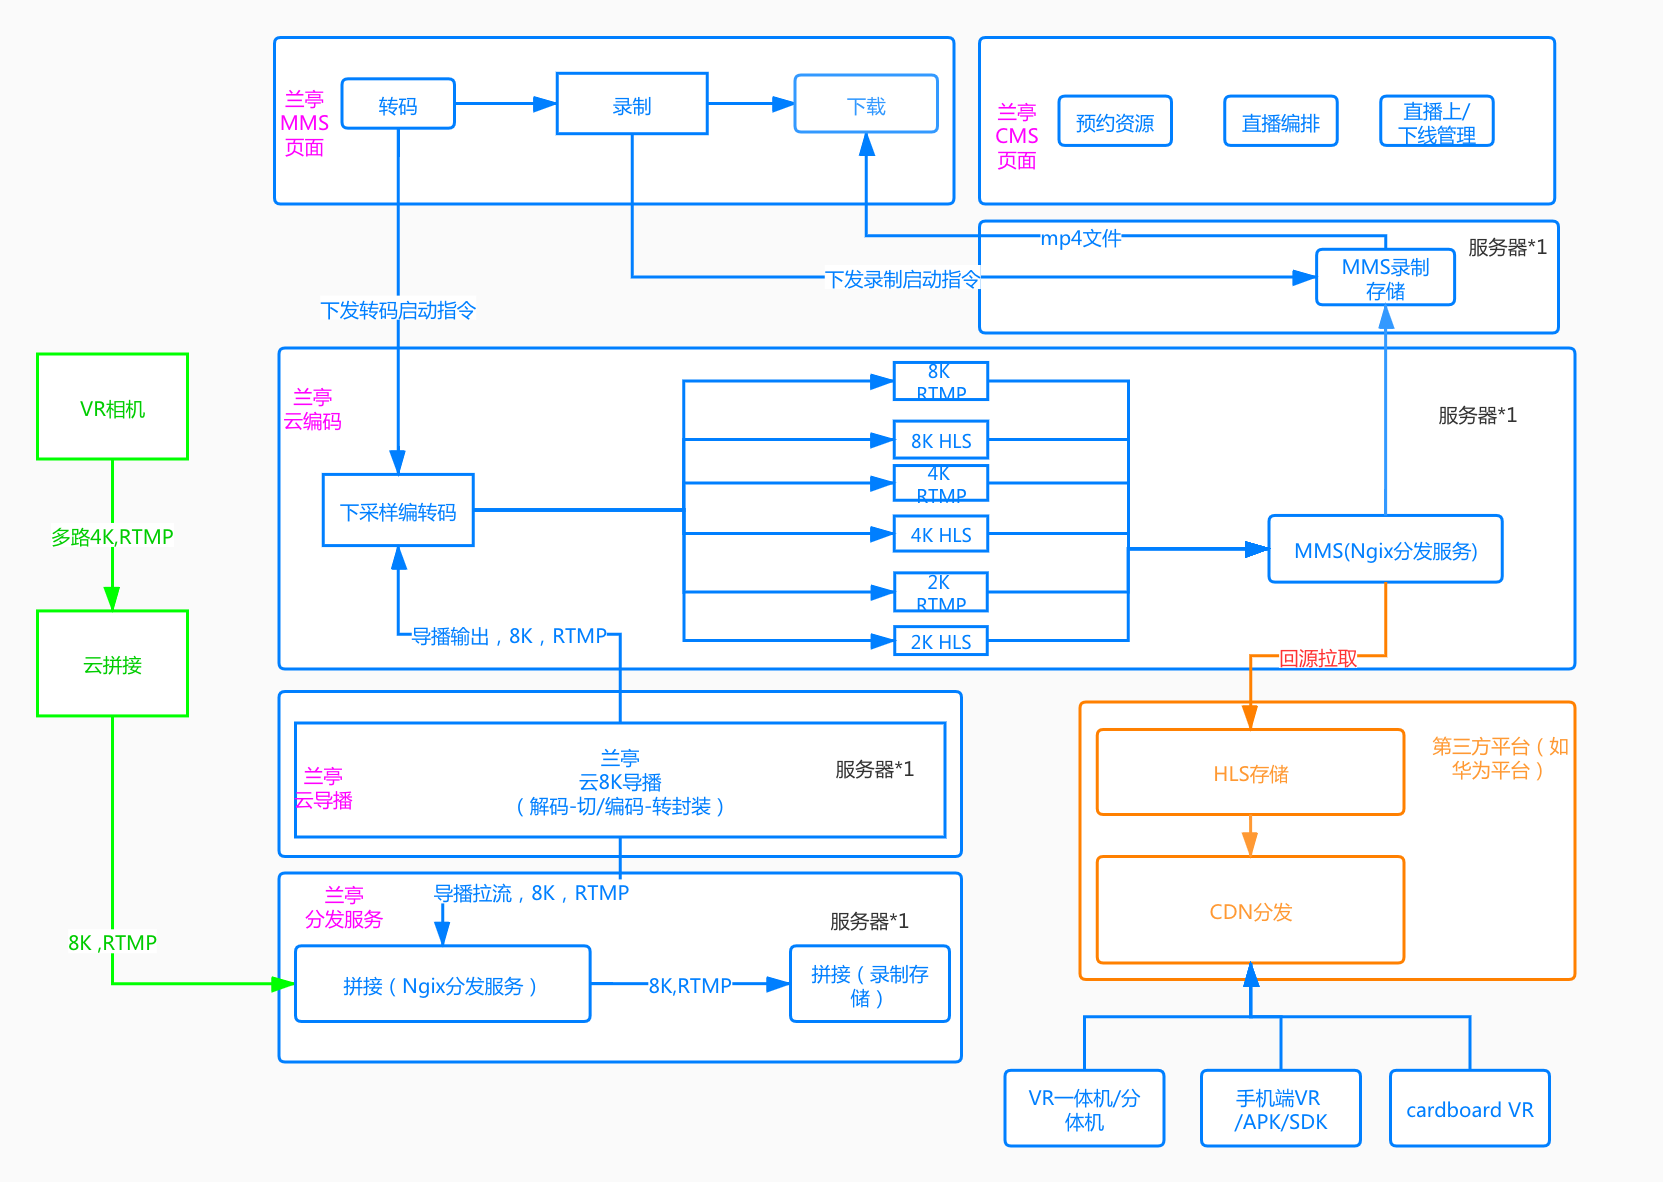 兰亭
MMS
页面
转码
录制
下载
兰亭
CMS
页面
预约资源
直播编排
直播上/
下线管理
mp4文件
服务器*1
MMS录制
存储
下发录制启动指令
下发转码启动指令
VR相机
多路4K,RTMP
云拼接
8K ,RTMP
兰亭
云编码
服务器*1
下采样编转码
8K
RTMP
8K HLS
4K
RTMP
4K HLS
2K
RTMP
2K HLS
MMS(Ngix分发服务)
导播输出，8K，RTMP
回源拉取
兰亭
云导播
兰亭
云8K导播
（解码-切/编码-转封装）
服务器*1
第三方平台（如
华为平台）
HLS存储
CDN分发
兰亭
分发服务
导播拉流，8K，RTMP
服务器*1
拼接（Ngix分发服务）
8K,RTMP
拼接（录制存
储）
VR一体机/分
体机
手机端VR
/APK/SDK
cardboard VR